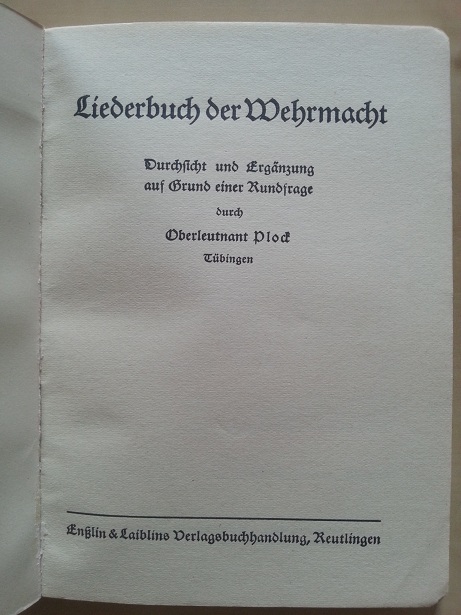 Liederbuch der Wehrmacht
Durchsicht und Ergänzung
auf Grund einer Rundfrage
durch
Oberleutnant Plock
Tübingen
Enßlin & Laiblins Verlagsbuchhandlung, Reutlingen